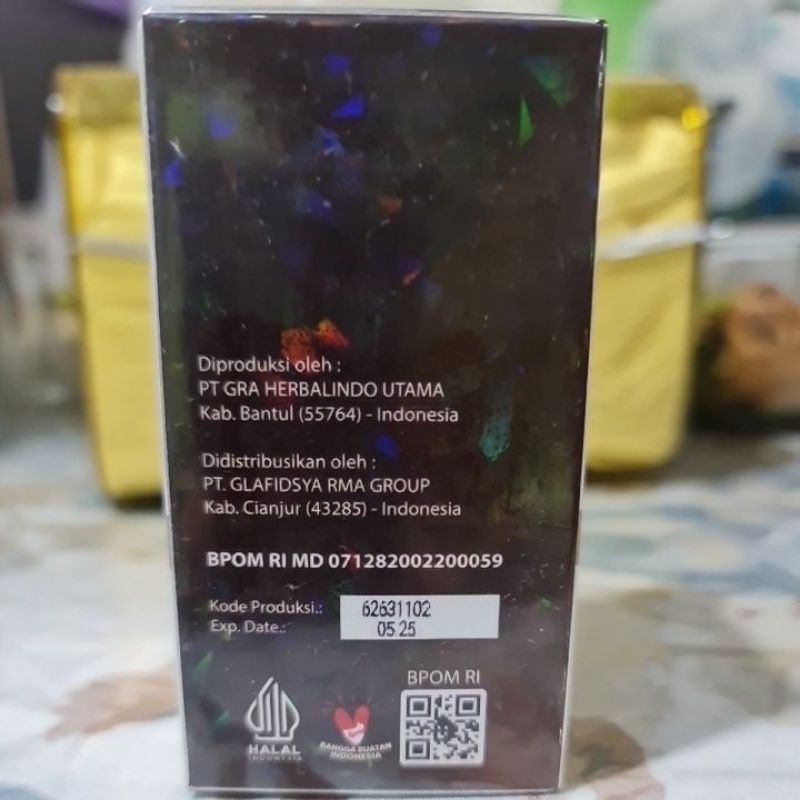 Diproduksi oleh :
PT GRA HERBALINDO UTAMA
Kab. Bantul (55764) - Indonesia
Didistribusikan oleh :
PT. GLAFIDSYA RMA GROUP
Kab. Cianjur (43285) - Indonesia
BPOM RI MD 071282002200059
Kode Produksi.: 62631102
Exp. Date.: 05 25
BPOM RI
HALAL
INDONESIA
BANGGA BUATAN
INDONESIA